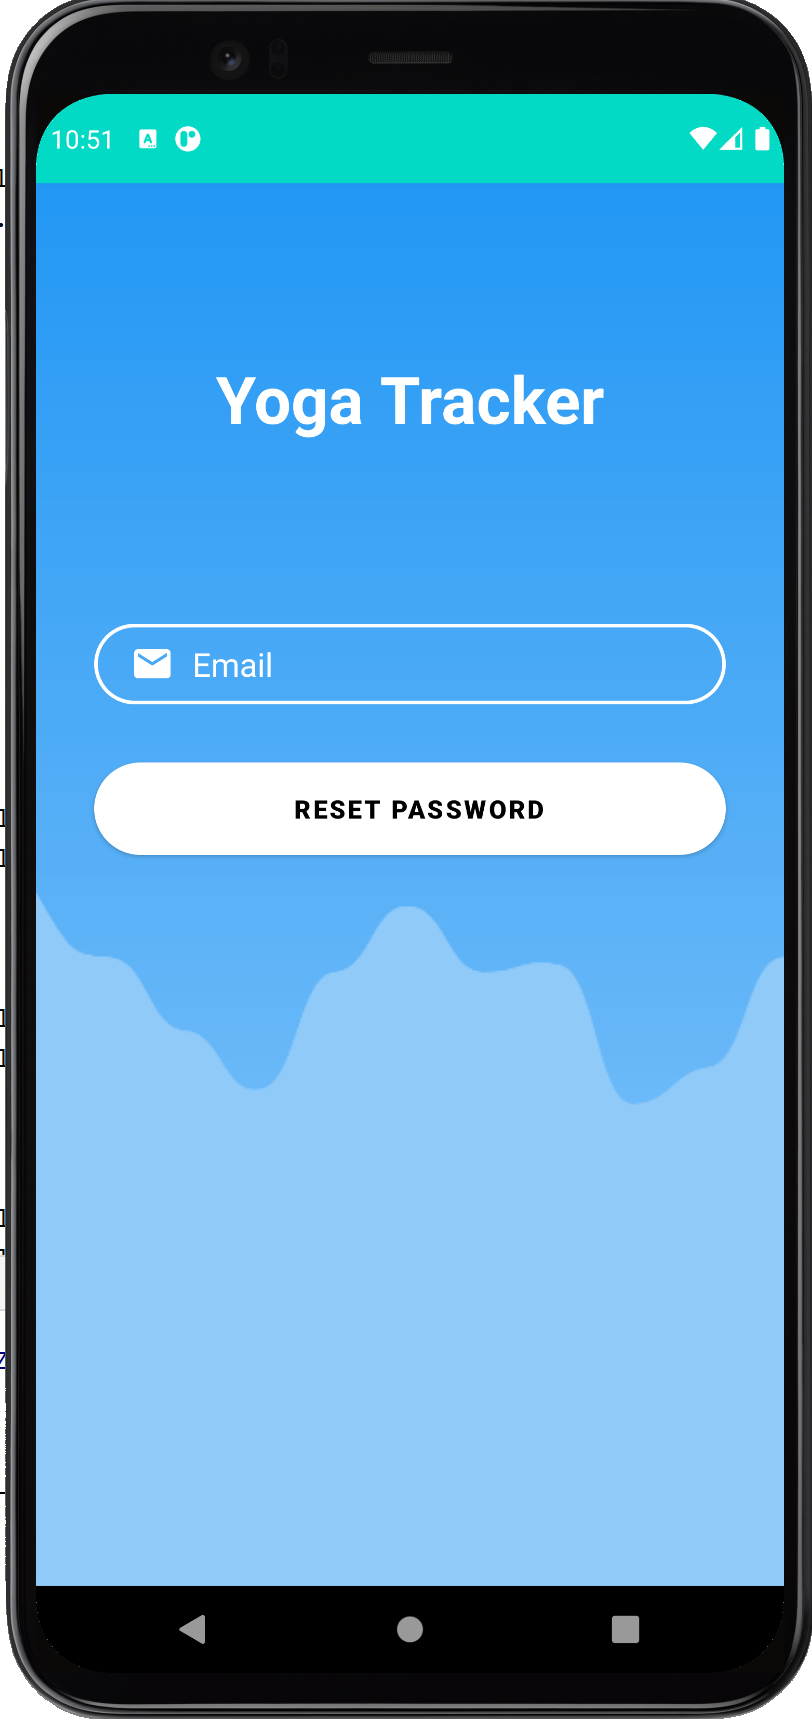 10:51
Yoga Tracker
Email
RESET PASSWORD